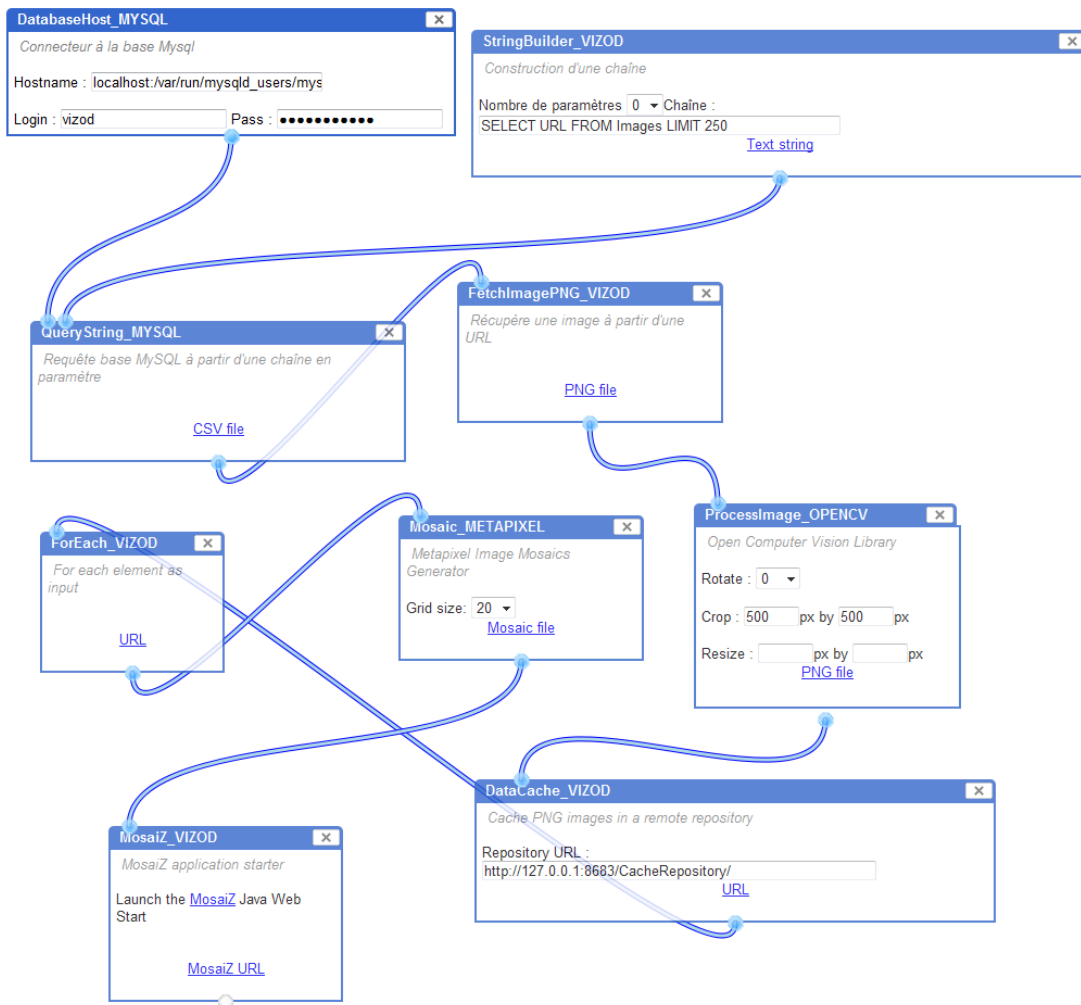 DatabaseHost_MYSQL
Connecteur à la base Mysql
Hostname : localhost:/var/run/mysqld_users/mys
Login : vizod Pass : ●●●●●●●●●●●
StringBuilder_VIZOD
Construction d'une chaîne
Nombre de paramètres 0 Chaîne :
SELECT URL FROM Images LIMIT 250
Text string
FetchImagePNG_VIZOD
Récupère une image à partir d'une
URL
PNG file
QueryString_MYSQL
Requête base MySQL à partir d'une chaîne en
paramètre
CSV file
ForEach_VIZOD
For each element as
input
URL
Mosaic_METAPIXEL
Metapixel Image Mosaics
Generator
Grid size: 20
Mosaic file
ProcessImage_OPENCV
Open Computer Vision Library
Rotate : 0
Crop : 500 px by 500 px
Resize : px by px
PNG file
DataCache_VIZOD
Cache PNG images in a remote repository
Repository URL :
http://127.0.0.1:8683/CacheRepository/
URL
MosaiZ_VIZOD
MosaiZ application starter
Launch the MosaiZ Java Web
Start
MosaiZ URL